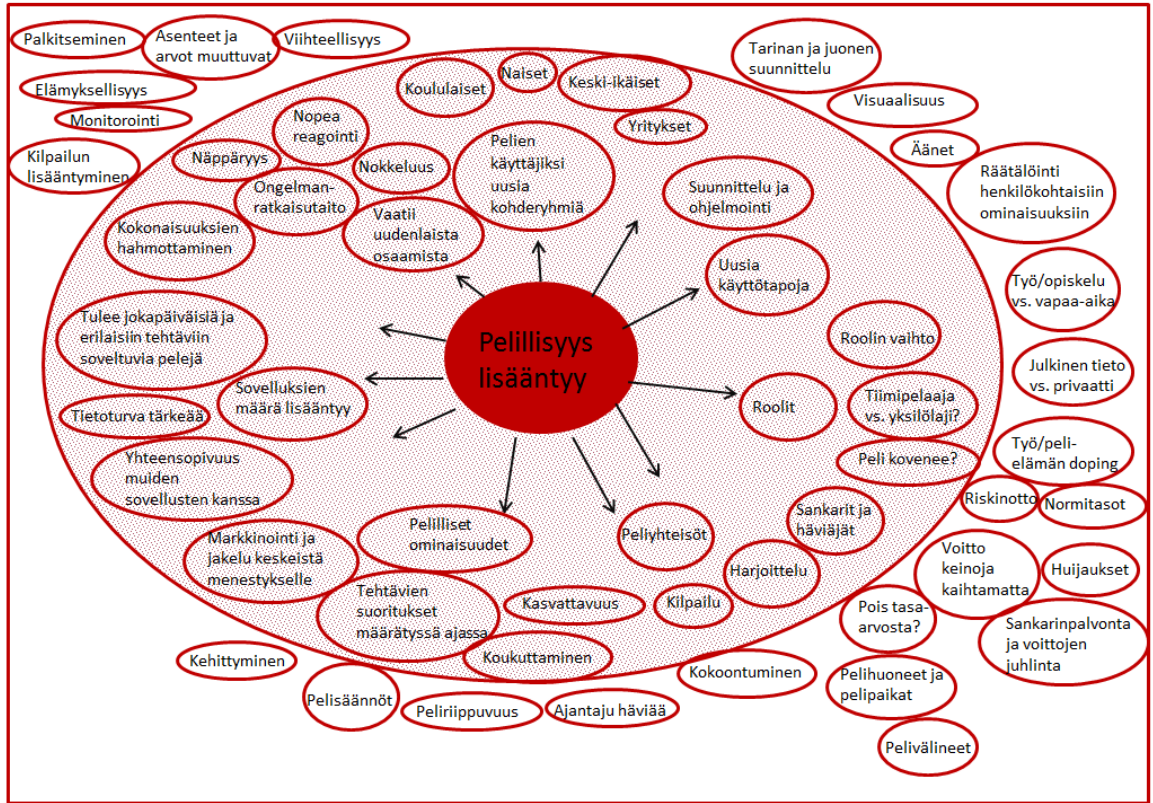 Palkitseminen
Asenteet ja
arvot muuttuvat
Viihteellisyys
Elämyksellisyys
Monitorointi
Kilpailun
lisääntyminen
Koululaiset
Naiset
Keski-ikäiset
Yritykset
Tarinan ja juonen
suunnittelu
Visuaalisuus
Äänet
Räätälöinti
henkilökohtaisiin
ominaisuuksiin
Nopea
reagointi
Näppäryys
Nokkeluus
Ongelman-
ratkaisutaito
Pelien
käyttäjiksi
uusia
kohderyhmiä
Suunnittelu ja
ohjelmointi
Kokonaisuuksien
hahmottaminen
Vaatii
uudenlaista
osaamista
Uusia
käyttötapoja
Työ/opiskelu
vs. vapaa-aika
Tulee jokapäiväisiä ja
erilaisiin tehtäviin
soveltuvia pelejä
Pelillisyys
lisääntyy
Roolin vaihto
Julkinen tieto
vs. privaatti
Sovelluksien
määrä lisääntyy
Roolit
Tiimipelaaja
vs. yksilölaji?
Tietoturva tärkeää
Peli kovenee?
Työ/peli-
elämän doping
Yhteensopivuus
muiden
sovellusten kanssa
Riskinotto
Normitasot
Markkinointi ja
jakelu keskeistä
menestykselle
Pelilliset
ominaisuudet
Peliyhteisöt
Sankarit ja
häviäjät
Harjoittelu
Voitto
keinoja
kaihtamatta
Huijaukset
Tehtävien
suoritukset
määrätyssä ajassa
Kasvattavuus
Kilpailu
Pois tasa-
arvosta?
Sankarinpalvonta
ja voittojen
juhlinta
Koukuttaminen
Kehittyminen
Kokoontuminen
Pelihuoneet ja
pelipaikat
Pelisäännöt
Peliriippuvuus
Ajantaju häviää
Pelivälineet